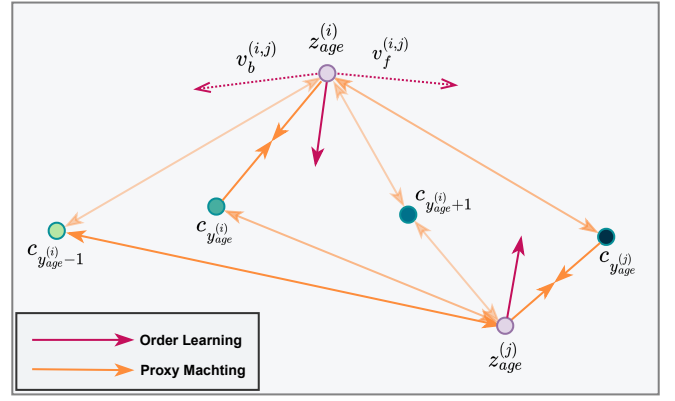 z_{age}^{(i)}
v_b^{(i,j)}
v_f^{(i,j)}
c_{y_{age}^{(i)}}
c_{y_{age}^{(i)}+1}
c_{y_{age}^{(i)}-1}
c_{y_{age}^{(j)}}
z_{age}^{(j)}
Order Learning
Proxy Machting